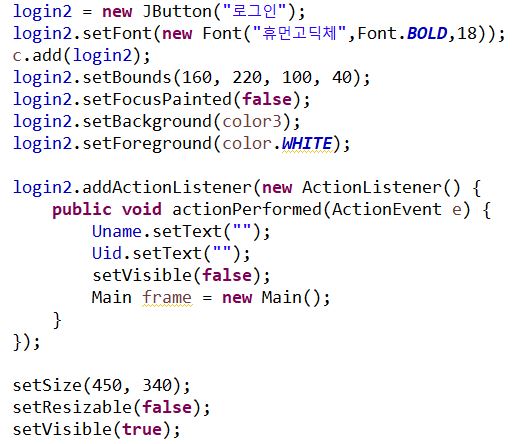 login2 = new JButton("로그인");
login2.setFont(new Font("휴먼고딕체",Font.BOLD,18));
c.add(login2);
login2.setBounds(160, 220, 100, 40);
login2.setFocusPainted(false);
login2.setBackground(color3);
login2.setForeground(color.WHITE);

login2.addActionListener(new ActionListener() {
    public void actionPerformed(ActionEvent e) {
        Uname.setText("");
        Uid.setText("");
        setVisible(false);
        Main frame = new Main();
    }
});

setSize(450, 340);
setResizable(false);
setVisible(true);